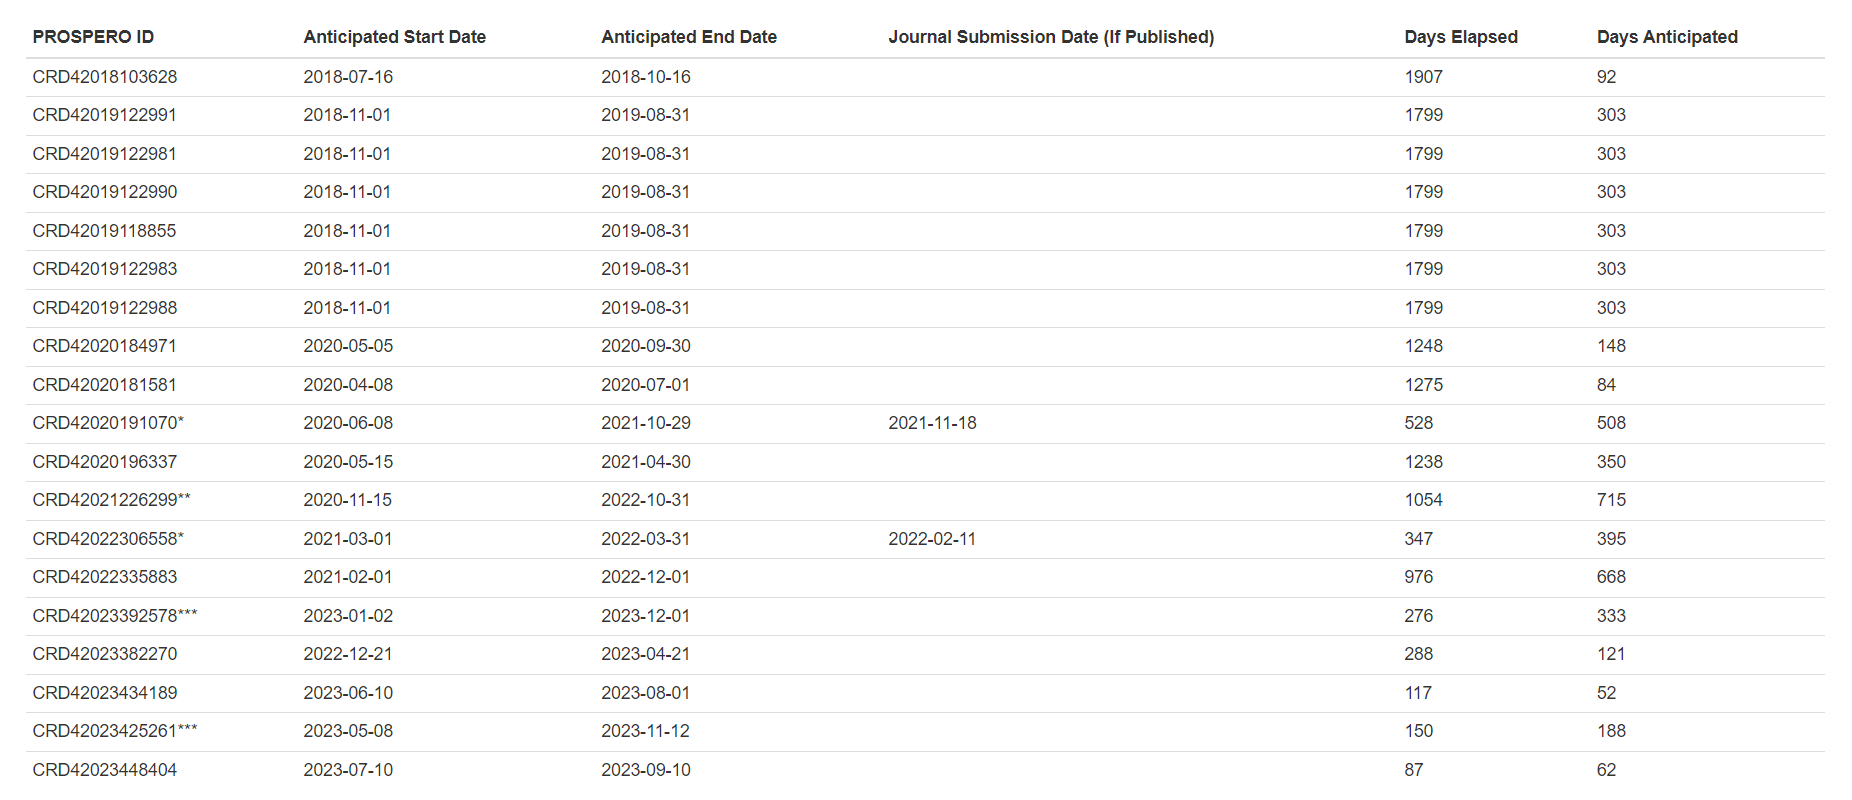 PROSPERO ID Anticipated Start Date Anticipated End Date Journal Submission Date (If Published) Days Elapsed Days Anticipated
CRD42018103628 2018-07-16 2018-10-16 1907 92
CRD42019122991 2018-11-01 2019-08-31 1799 303
CRD42019122981 2018-11-01 2019-08-31 1799 303
CRD42019122990 2018-11-01 2019-08-31 1799 303
CRD42019118855 2018-11-01 2019-08-31 1799 303
CRD42019122983 2018-11-01 2019-08-31 1799 303
CRD42019122988 2018-11-01 2019-08-31 1799 303
CRD42020184971 2020-05-05 2020-09-30 1248 148
CRD42020181581 2020-04-08 2020-07-01 1275 84
CRD42020191070* 2020-06-08 2021-10-29 2021-11-18 528 508
CRD42020196337 2020-05-15 2021-04-30 1238 350
CRD42021226299** 2020-11-15 2022-10-31 1054 715
CRD42022306558* 2021-03-01 2022-03-31 2022-02-11 347 395
CRD42022335883 2021-02-01 2022-12-01 976 668
CRD42023392578*** 2023-01-02 2023-12-01 276 333
CRD42023382270 2022-12-21 2023-04-21 288 121
CRD42023434189 2023-06-10 2023-08-01 117 52
CRD42023425261*** 2023-05-08 2023-11-12 150 188
CRD42023448404 2023-07-10 2023-09-10 87 62